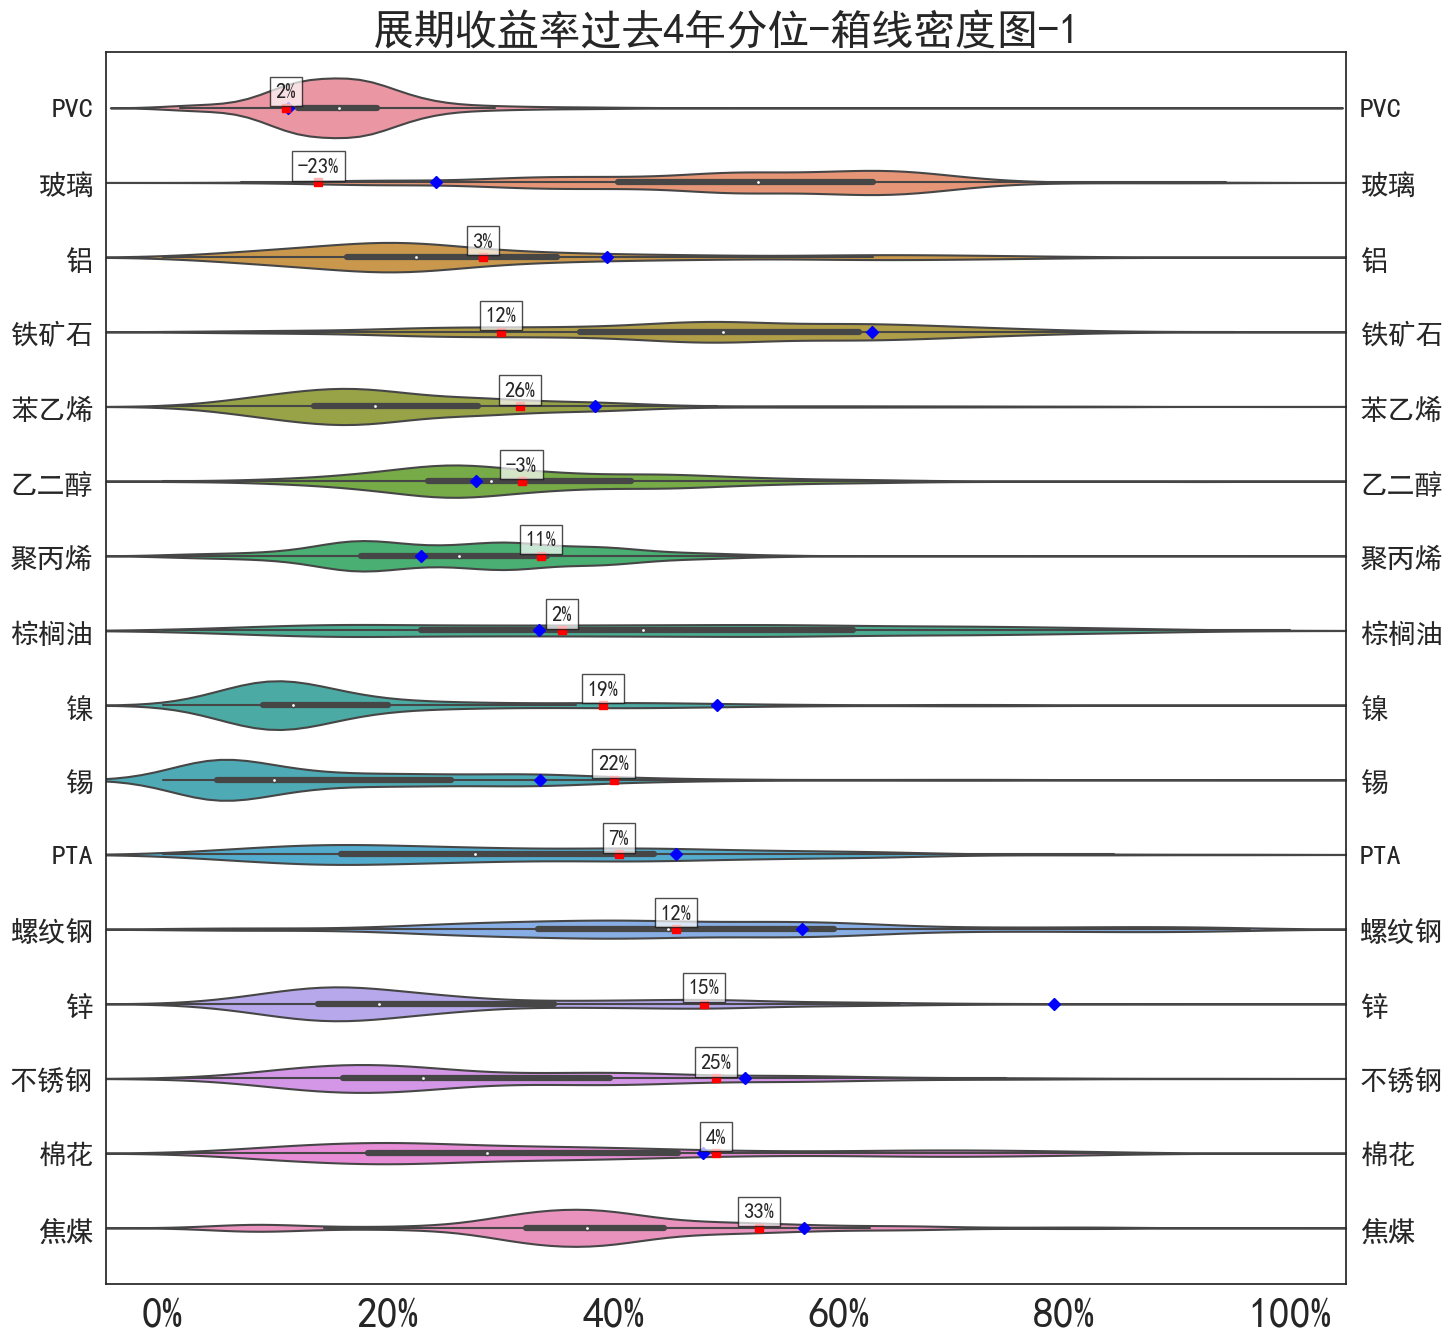 展期收益率过去4年分位-箱线密度图-1
PVC 2% PVC
玻璃 -23% 玻璃
铝 3% 铝
铁矿石 12% 铁矿石
苯乙烯 26% 苯乙烯
乙二醇 -3% 乙二醇
聚丙烯 11% 聚丙烯
棕榈油 2% 棕榈油
镍 19% 镍
锡 22% 锡
PTA 7% PTA
螺纹钢 12% 螺纹钢
锌 15% 锌
不锈钢 25% 不锈钢
棉花 4% 棉花
焦煤 33% 焦煤
0% 20% 40% 60% 80% 100%